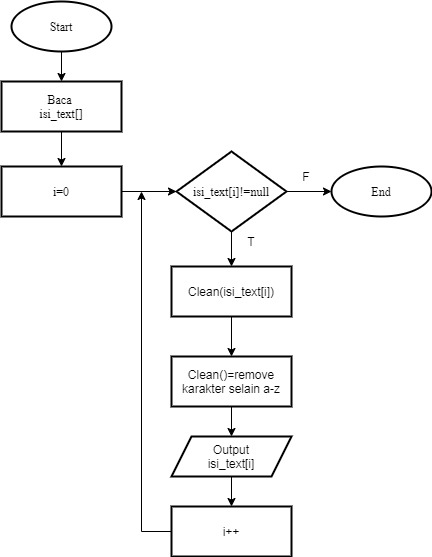 Start
Baca
isi_text[]
i=0
isi_text[i]!=null
F
End
T
Clean(isi_text[i])
Clean()=remove
karakter selain a-z
Output
isi_text[i]
i++